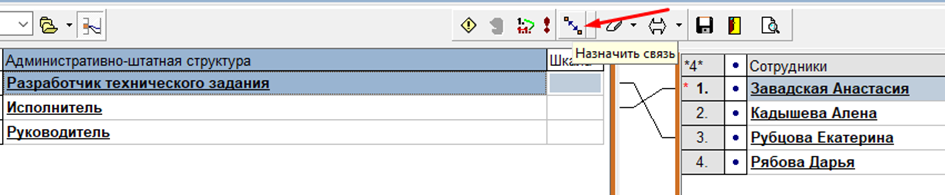 Назначить связь
Административно-штатная структура
Шкала
*4*
Сотрудники
Разработчик технического задания
* 1.
Завадская Анастасия
Исполнитель
2.
Кадышева Алена
Руководитель
3.
Рубцова Екатерина
4.
Рябова Дарья